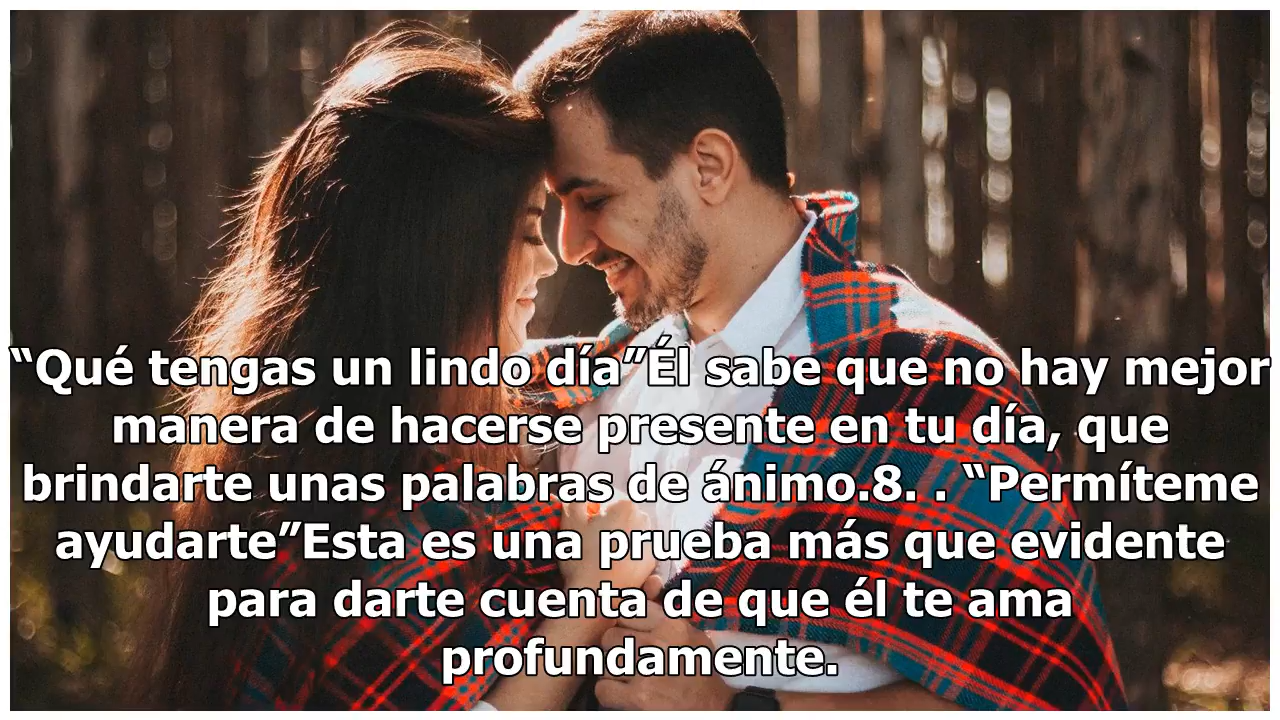 “Qué tengas un lindo día”Él sabe que no hay mejor
manera de hacerse presente en tu día, que
brindarte unas palabras de ánimo.8. . “Permíteme
ayudarte”Esta es una prueba más que evidente
para darte cuenta de que él te ama
profundamente.